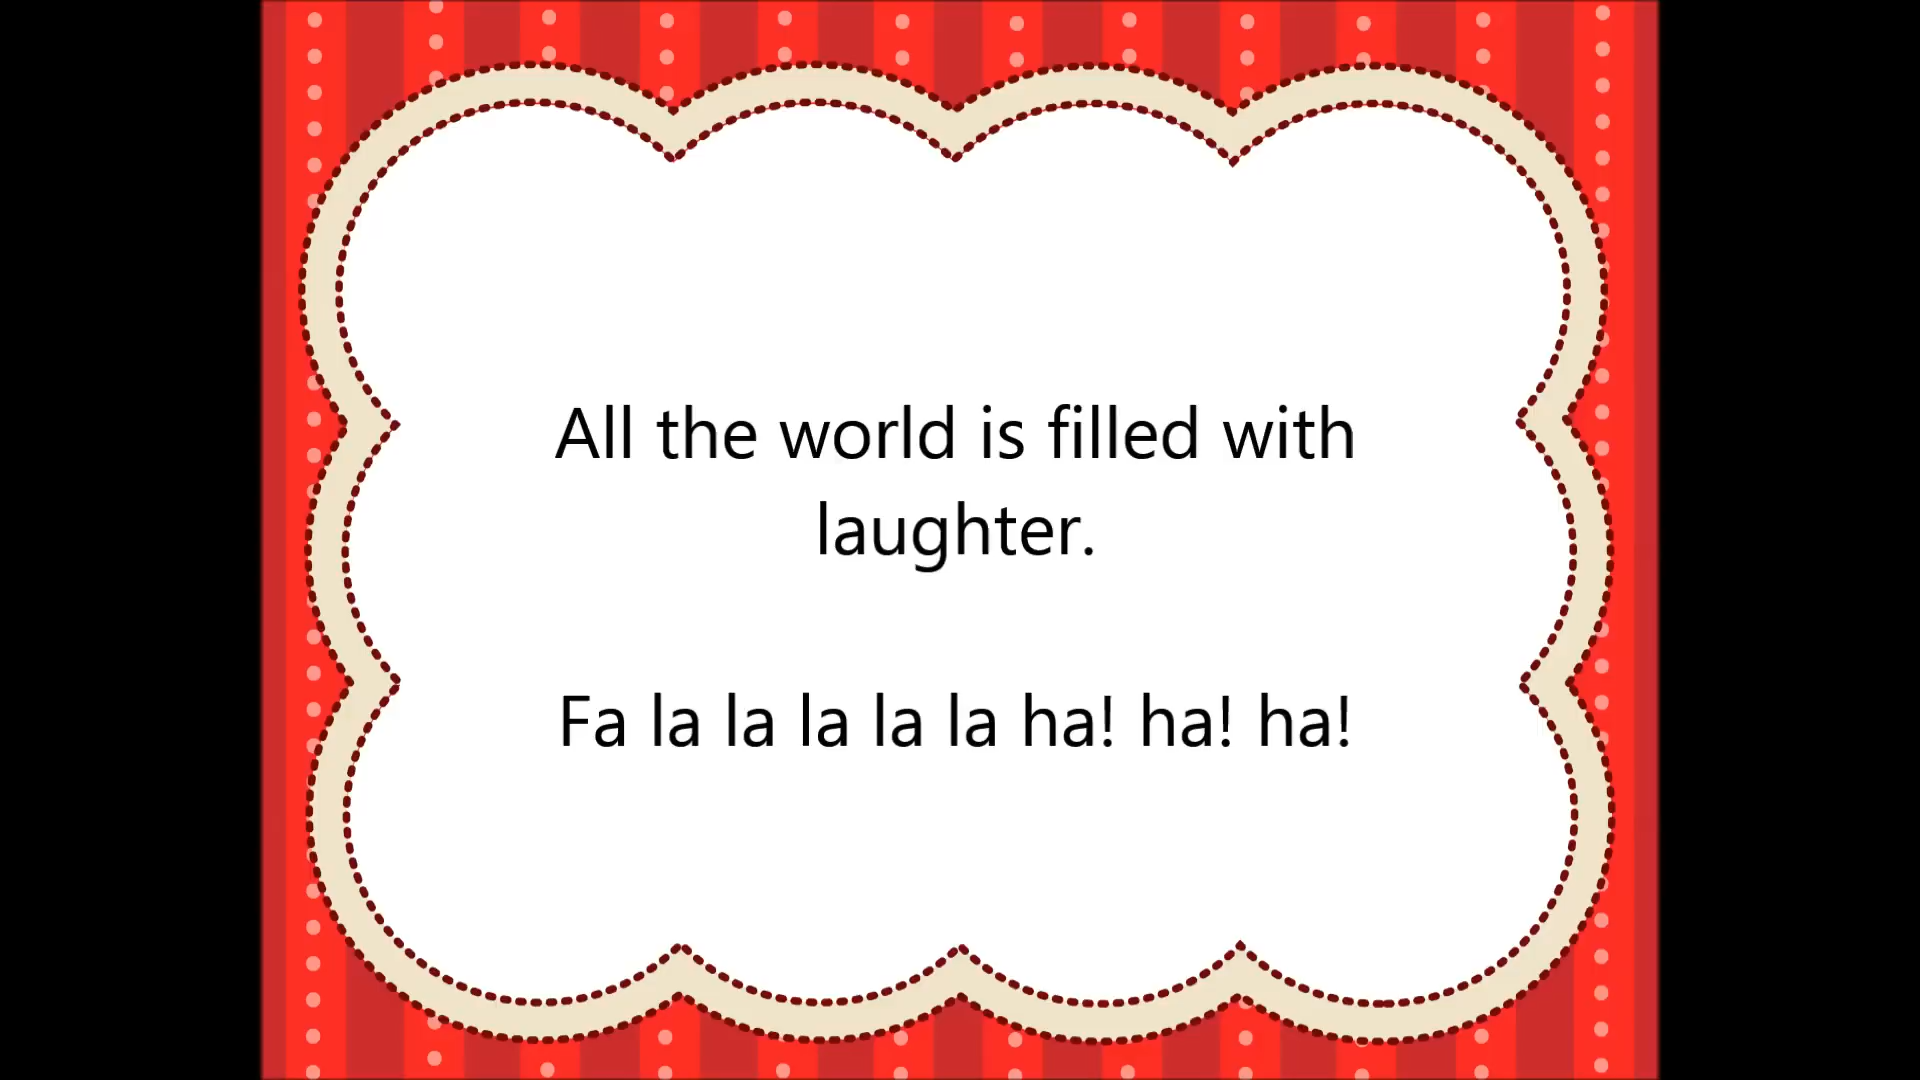 All the world is filled with
laughter.
Fa la la la la la ha! ha! ha!